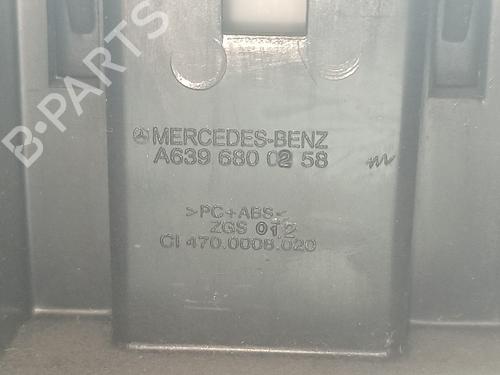 B-PARTS
MERCEDES-BENZ
A639 680 02 58
>PC+ABS<
ZGS 012
CI 470.0006.020